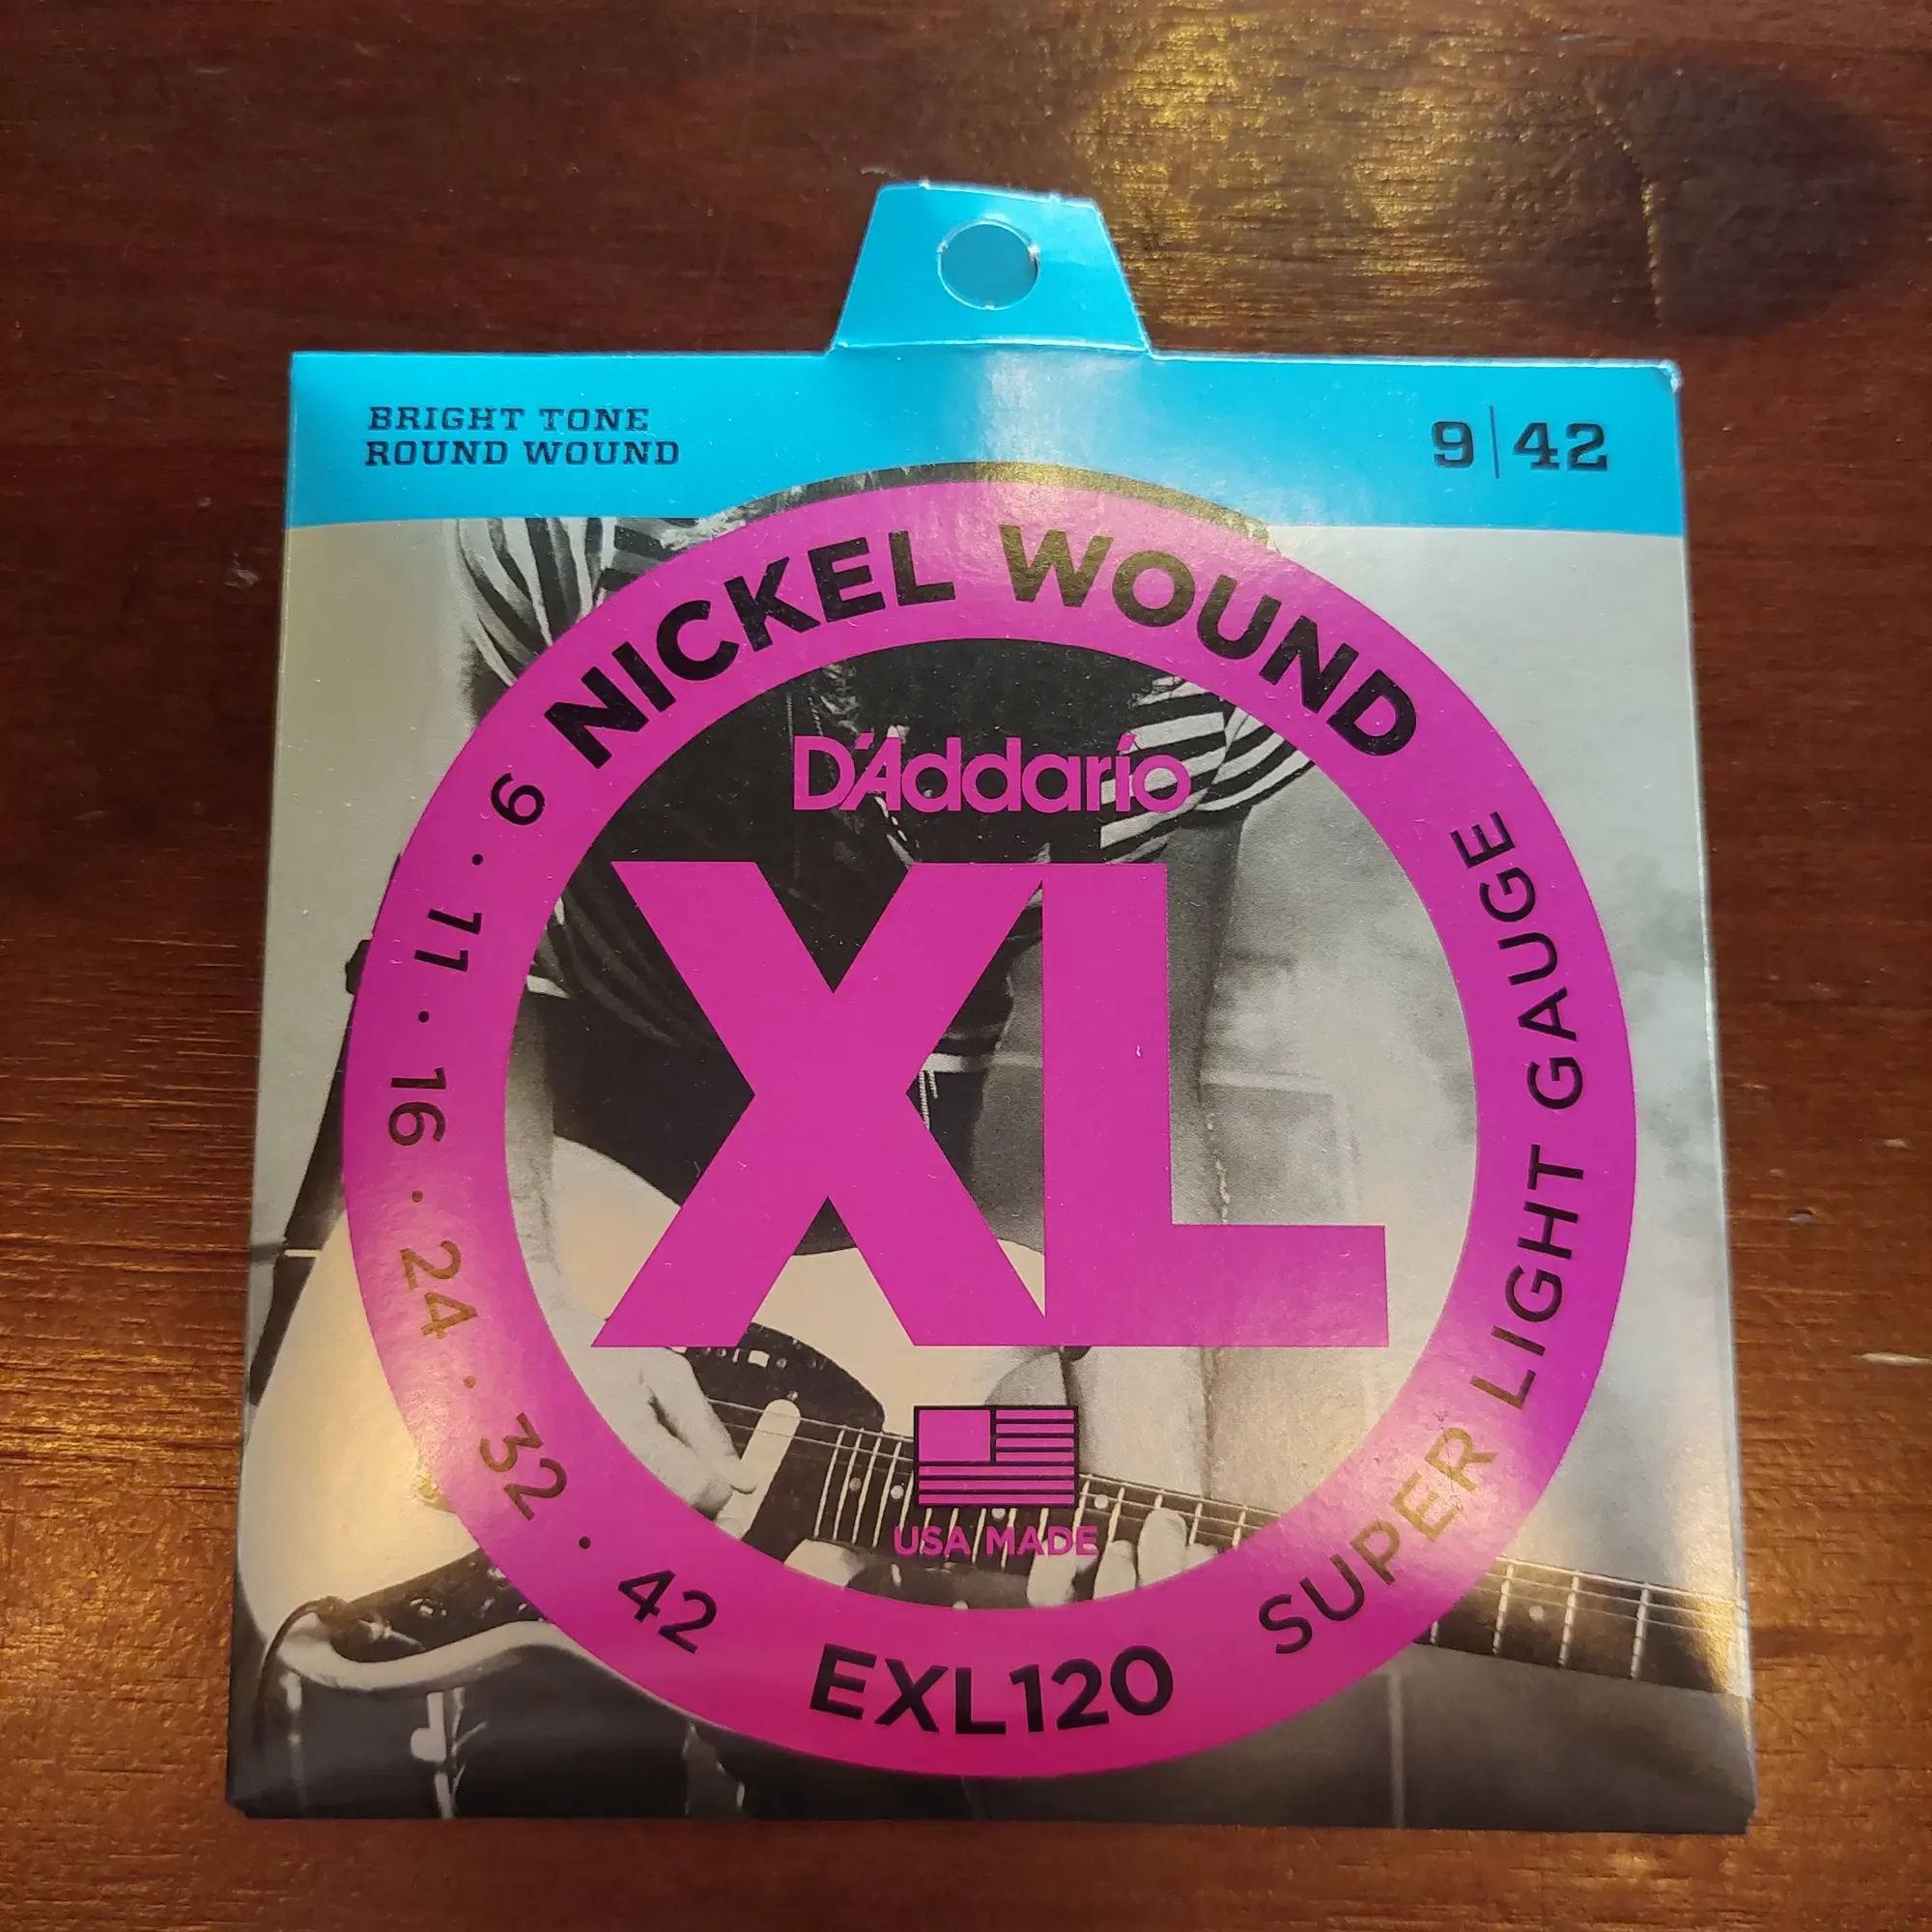 BRIGHT TONE
ROUND WOUND
9|42
NICKEL WOUND
D'Addario
XL
USA MADE
9 · 11 · 16 · 24 · 32 · 42
EXL120
SUPER LIGHT GAUGE